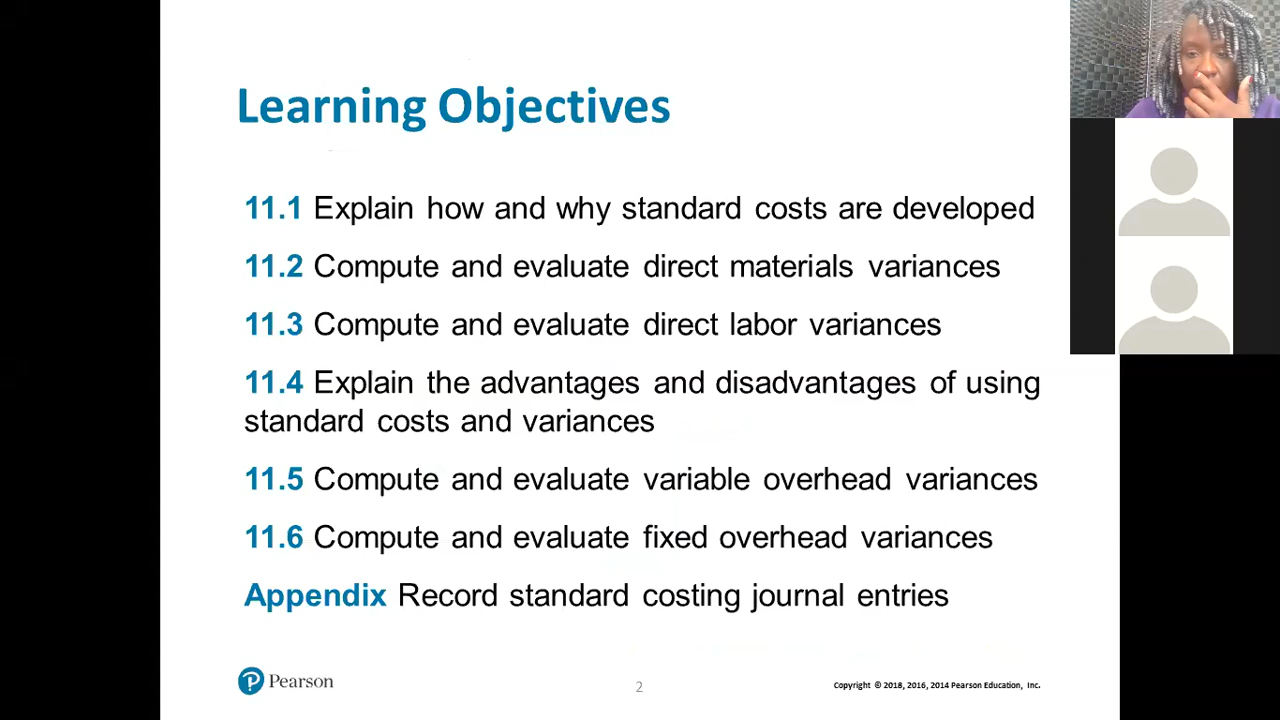 Learning Objectives
11.1 Explain how and why standard costs are developed
11.2 Compute and evaluate direct materials variances
11.3 Compute and evaluate direct labor variances
11.4 Explain the advantages and disadvantages of using
standard costs and variances
11.5 Compute and evaluate variable overhead variances
11.6 Compute and evaluate fixed overhead variances
Appendix Record standard costing journal entries
P Pearson
2
Copyright © 2018, 2016, 2014 Pearson Education, Inc.